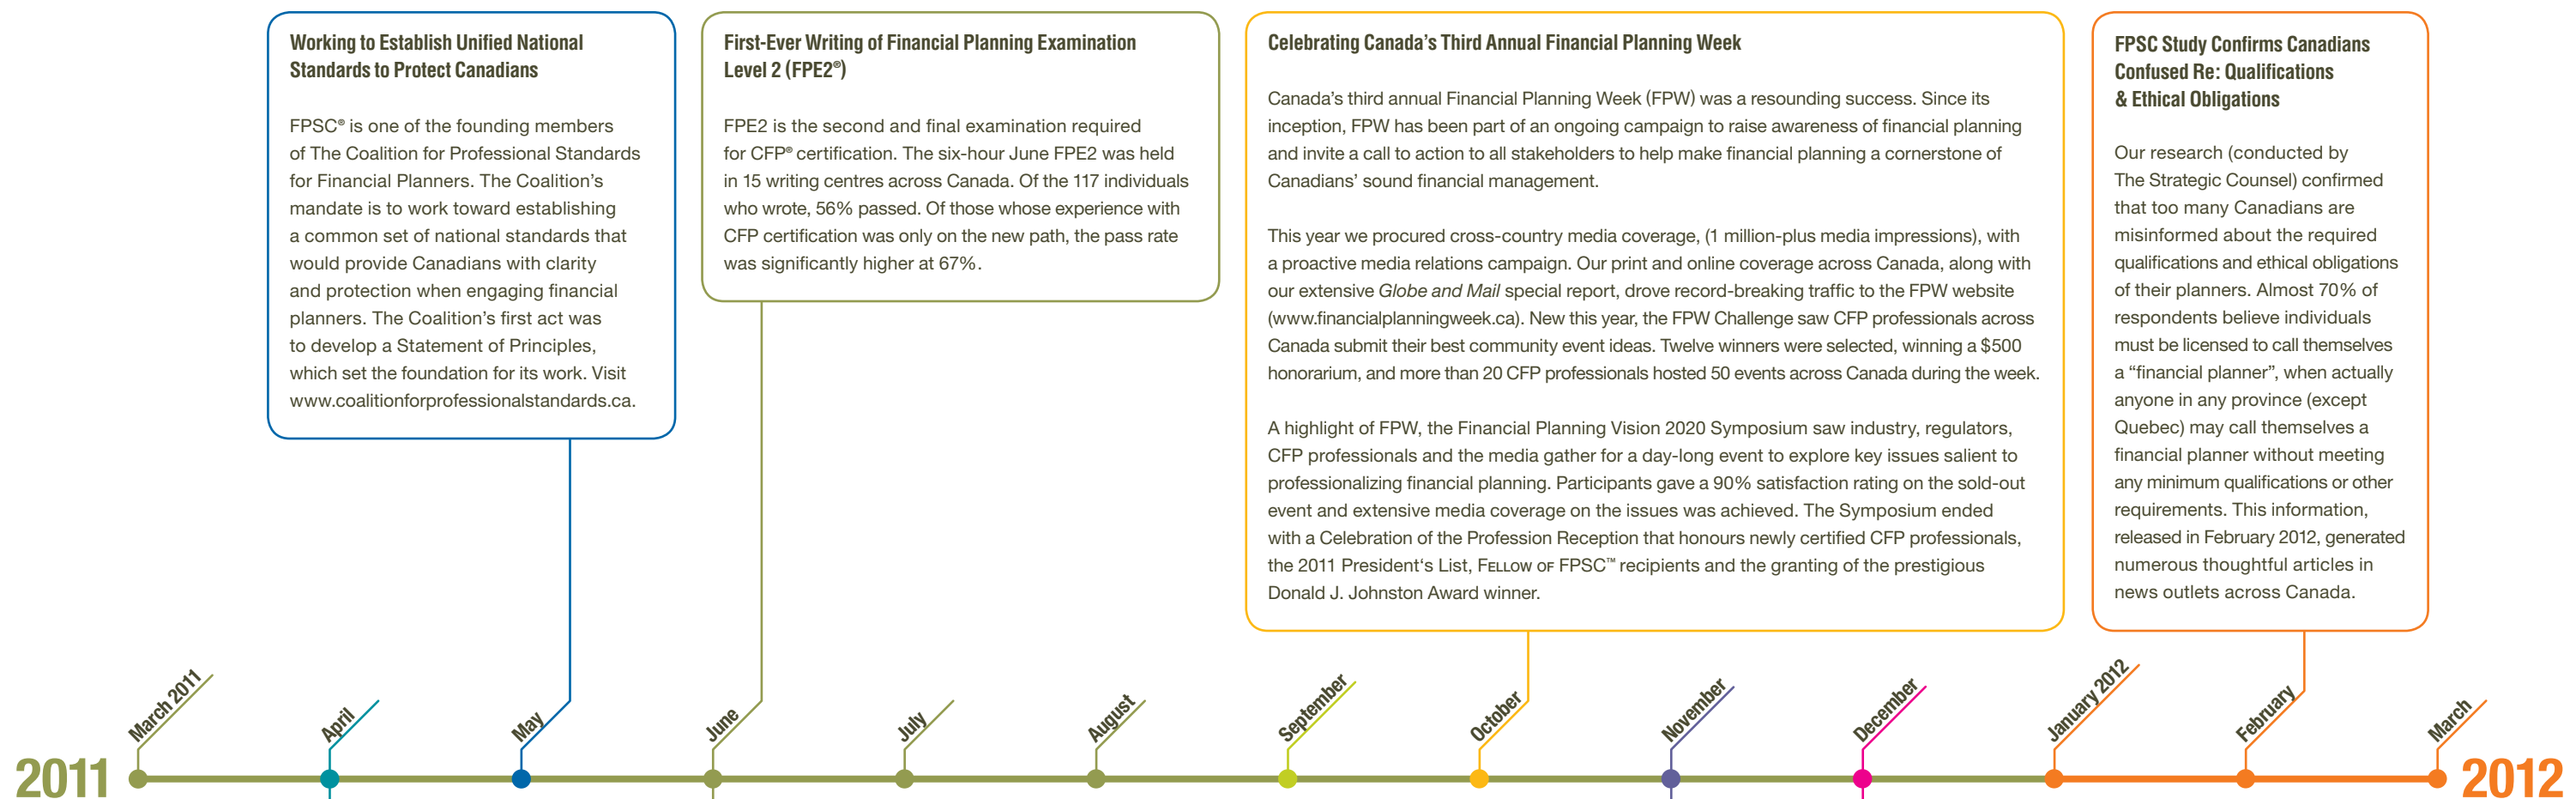 Working to Establish Unified National
Standards to Protect Canadians
FPSC® is one of the founding members
of The Coalition for Professional Standards
for Financial Planners. The Coalition’s
mandate is to work toward establishing
a common set of national standards that
would provide Canadians with clarity
and protection when engaging financial
planners. The Coalition’s first act was
to develop a Statement of Principles,
which set the foundation for its work. Visit
www.coalitionforprofessionalstandards.ca.
First-Ever Writing of Financial Planning Examination
Level 2 (FPE2®)
FPE2 is the second and final examination required
for CFP® certification. The six-hour June FPE2 was held
in 15 writing centres across Canada. Of the 117 individuals
who wrote, 56% passed. Of those whose experience with
CFP certification was only on the new path, the pass rate
was significantly higher at 67%.
Celebrating Canada’s Third Annual Financial Planning Week
Canada’s third annual Financial Planning Week (FPW) was a resounding success. Since its
inception, FPW has been part of an ongoing campaign to raise awareness of financial planning
and invite a call to action to all stakeholders to help make financial planning a cornerstone of
Canadians’ sound financial management.
This year we procured cross-country media coverage, (1 million-plus media impressions), with
a proactive media relations campaign. Our print and online coverage across Canada, along with
our extensive Globe and Mail special report, drove record-breaking traffic to the FPW website
(www.financialplanningweek.ca). New this year, the FPW Challenge saw CFP professionals across
Canada submit their best community event ideas. Twelve winners were selected, winning a $500
honorarium, and more than 20 CFP professionals hosted 50 events across Canada during the week.
A highlight of FPW, the Financial Planning Vision 2020 Symposium saw industry, regulators,
CFP professionals and the media gather for a day-long event to explore key issues salient to
professionalizing financial planning. Participants gave a 90% satisfaction rating on the sold-out
event and extensive media coverage on the issues was achieved. The Symposium ended
with a Celebration of the Profession Reception that honours newly certified CFP professionals,
the 2011 President‘s List, Fellow of FPSC™ recipients and the granting of the prestigious
Donald J. Johnston Award winner.
FPSC Study Confirms Canadians
Confused Re: Qualifications
& Ethical Obligations
Our research (conducted by
The Strategic Counsel) confirmed
that too many Canadians are
misinformed about the required
qualifications and ethical obligations
of their planners. Almost 70% of
respondents believe individuals
must be licensed to call themselves
a “financial planner”, when actually
anyone in any province (except
Quebec) may call themselves a
financial planner without meeting
any minimum qualifications or other
requirements. This information,
released in February 2012, generated
numerous thoughtful articles in
news outlets across Canada.
March 2011
April
May
June
July
August
September
October
November
December
January 2012
February
March
2011
2012